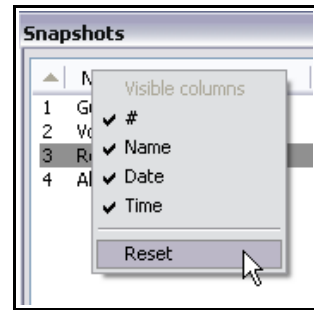 Snapshots
Visible columns
#
Name
Date
Time
Reset
1
2
3
4